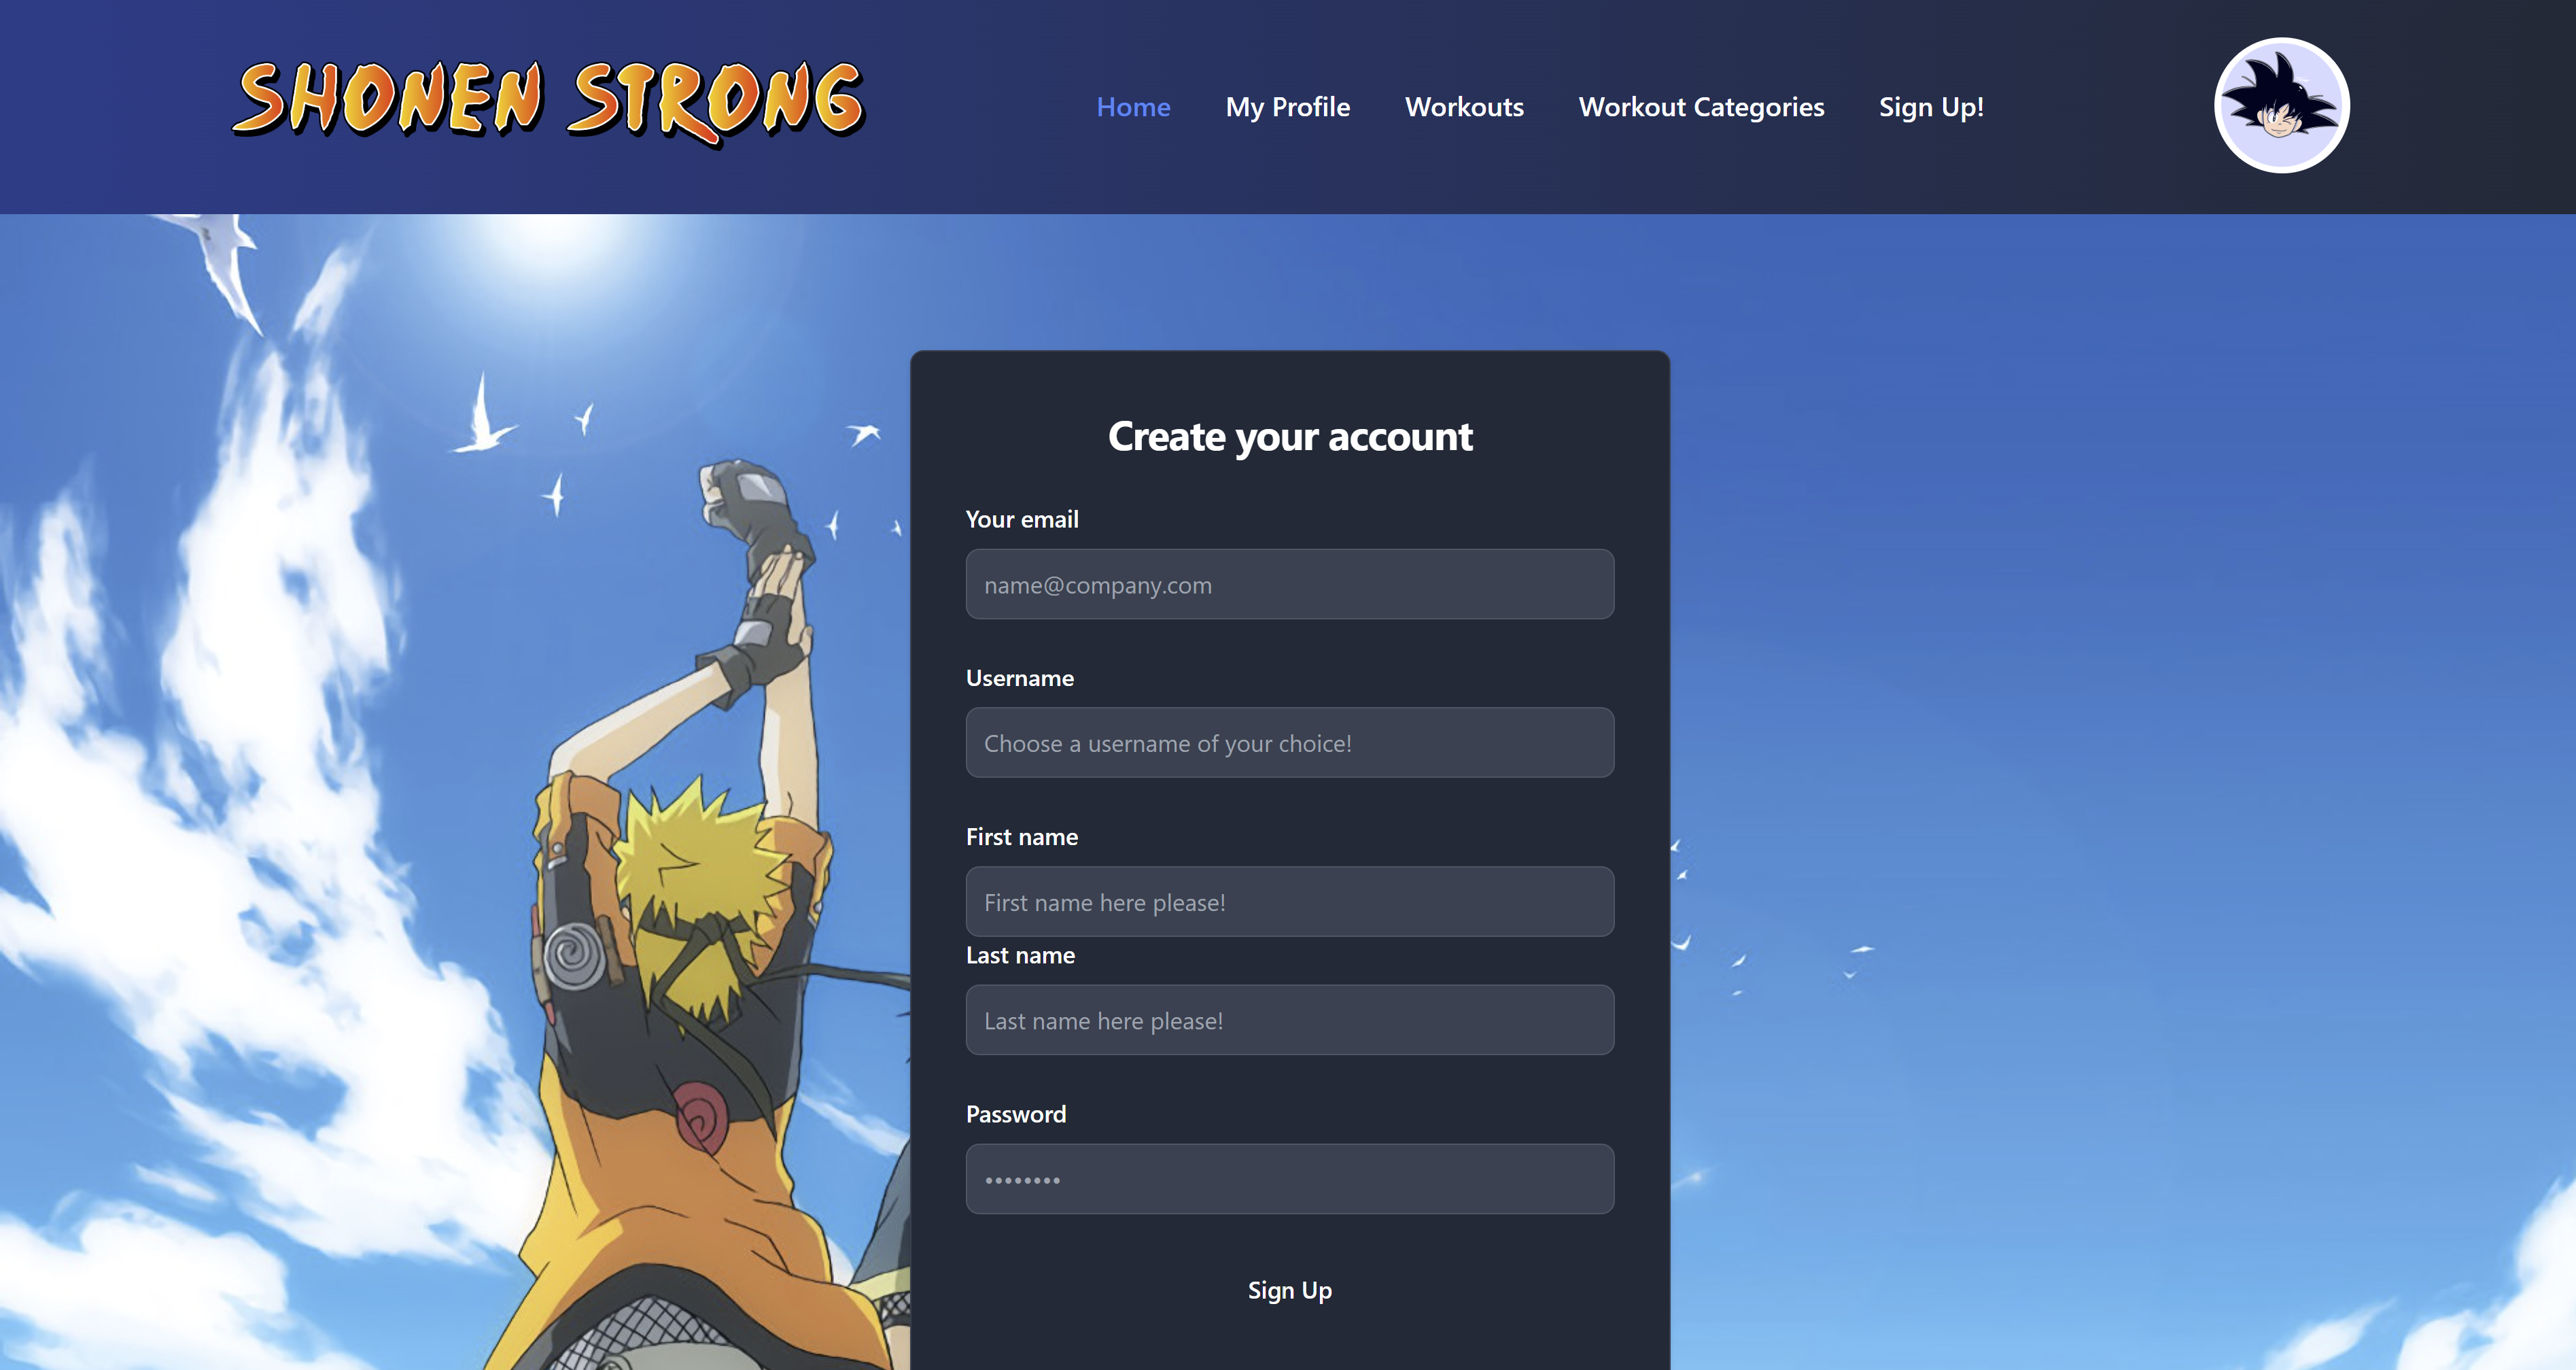 SHONEN STRONG
Home My Profile Workouts Workout Categories Sign Up!
Create your account
Your email
name@company.com
Username
Choose a username of your choice!
First name
First name here please!
Last name
Last name here please!
Password
••••••••
Sign Up